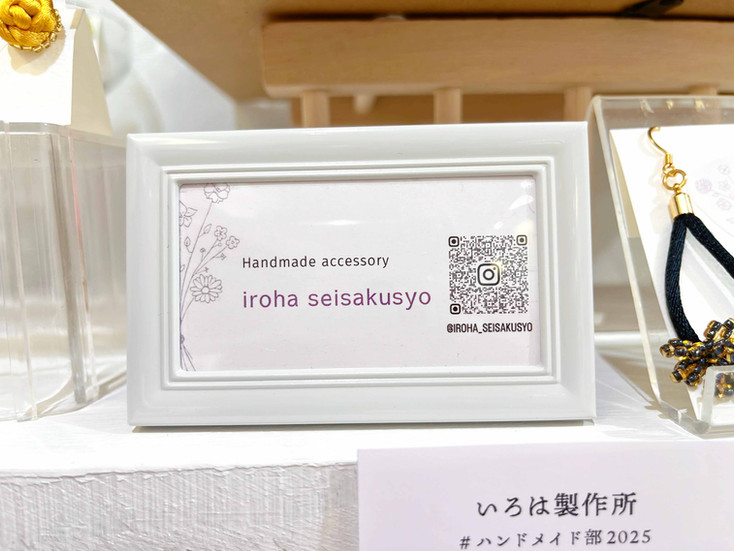 Handmade accessory
iroha seisakusyo
@IROHA_SEISAKUSYO
いろは製作所
#ハンドメイド部2025